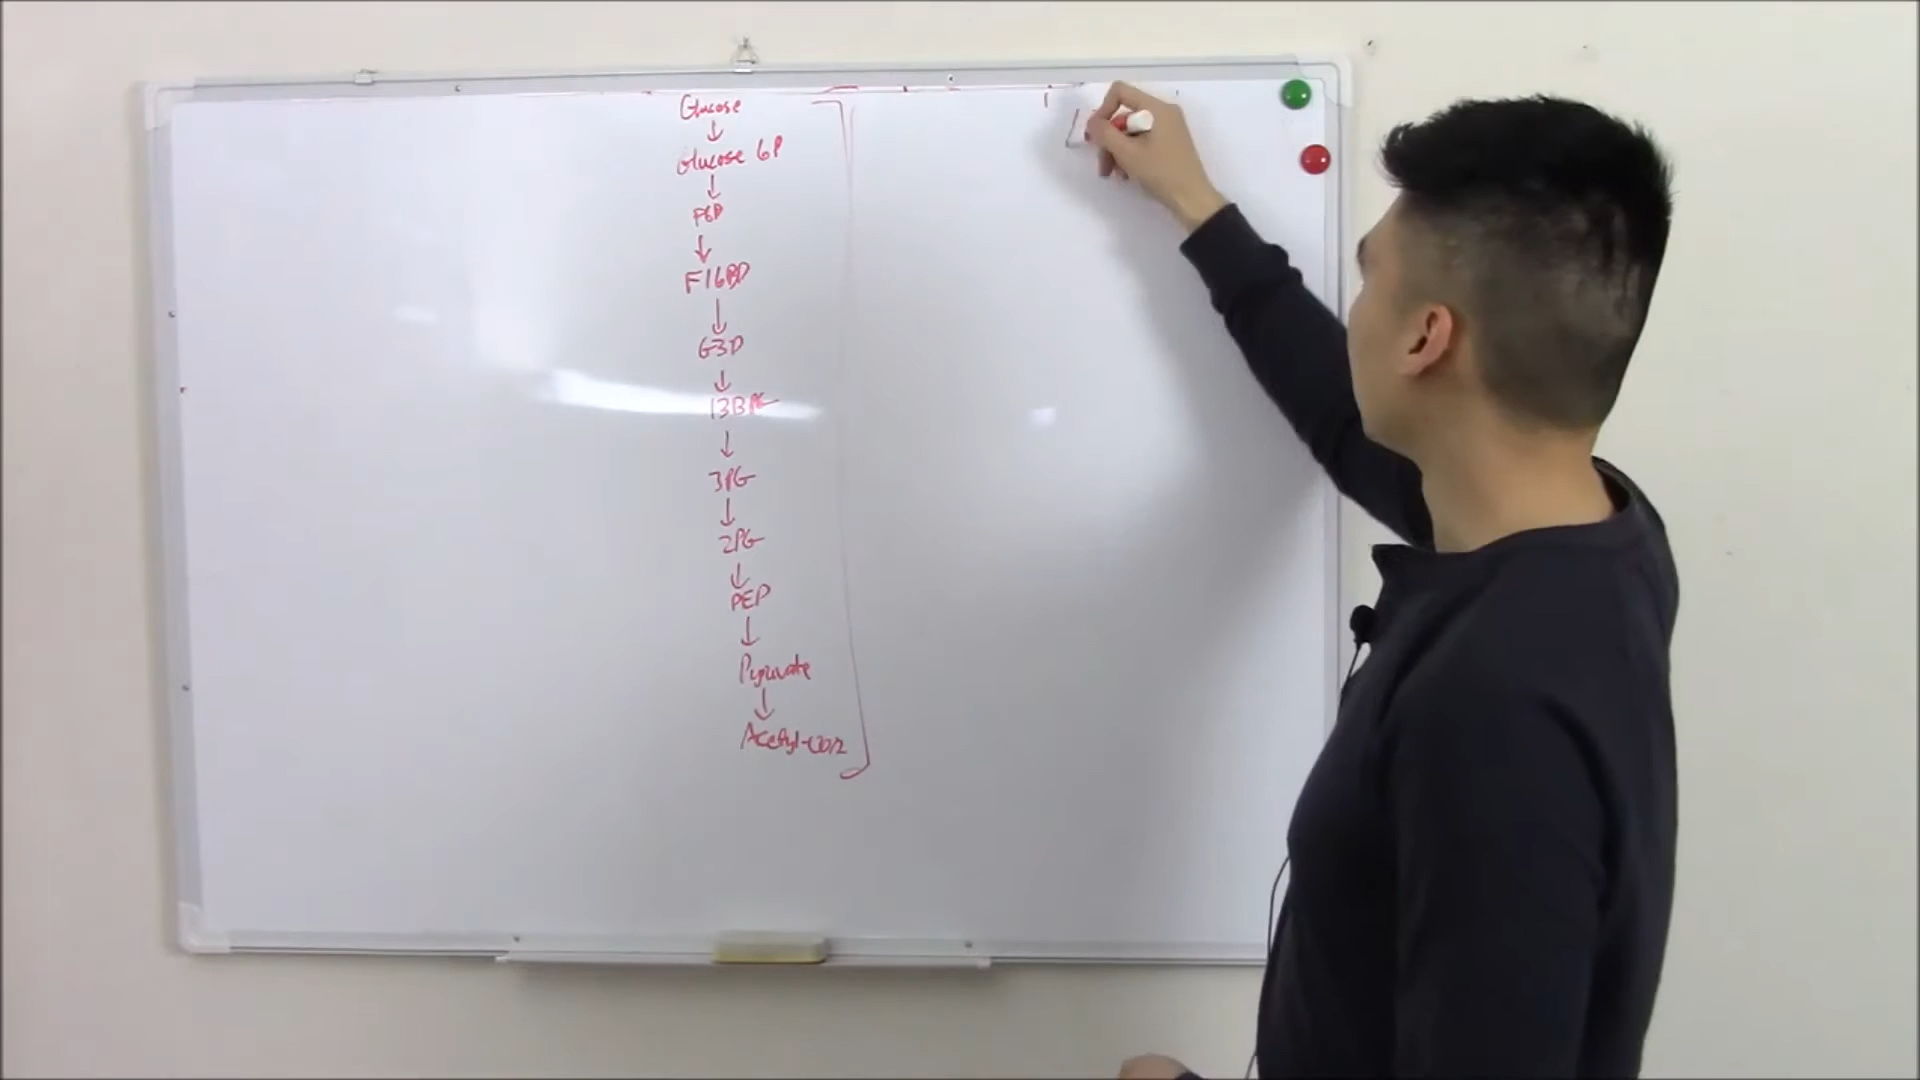 Glucose
↓
Glucose 6P
↓
F6P
↓
F16BP
↓
G3P
↓
13BPG
↓
3PG
↓
2PG
↓
PEP
↓
Pyruvate
↓
Acetyl-CoA